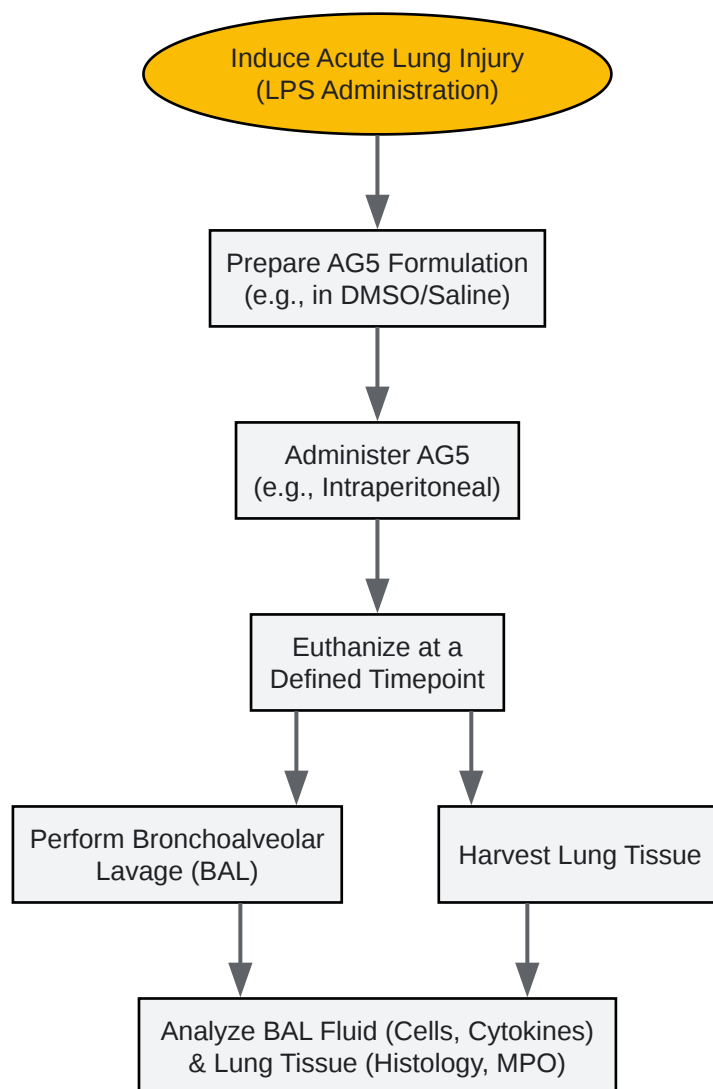 Induce Acute Lung Injury
(LPS Administration)
Prepare AG5 Formulation
(e.g., in DMSO/Saline)
Administer AG5
(e.g., Intraperitoneal)
Euthanize at a
Defined Timepoint
Perform Bronchoalveolar
Lavage (BAL)
Harvest Lung Tissue
Analyze BAL Fluid (Cells, Cytokines)
& Lung Tissue (Histology, MPO)